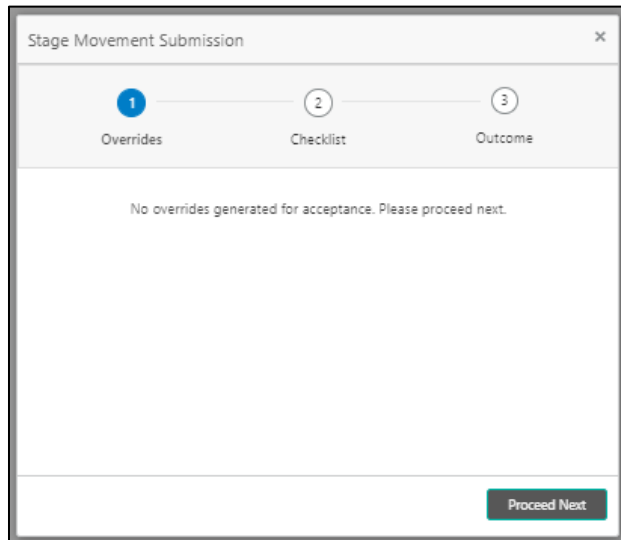 Stage Movement Submission ×
1 2 3
Overrides Checklist Outcome
No overrides generated for acceptance. Please proceed next.
Proceed Next